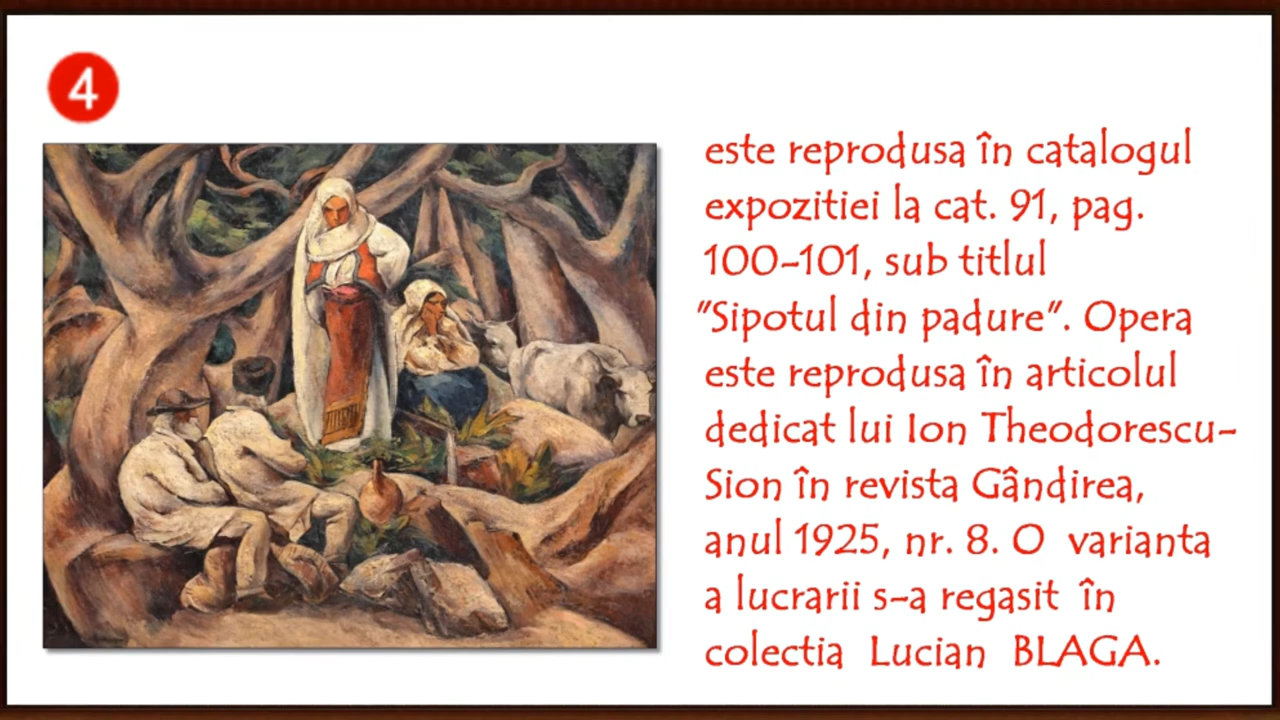 4
este reprodusa în catalogul
expozitiei la cat. 91, pag.
100-101, sub titlul
"Sipotul din padure". Opera
este reprodusa în articolul
dedicat lui Ion Theodorescu-
Sion în revista Gândirea,
anul 1925, nr. 8. O varianta
a lucrarii s-a regasit în
colectia Lucian BLAGA.